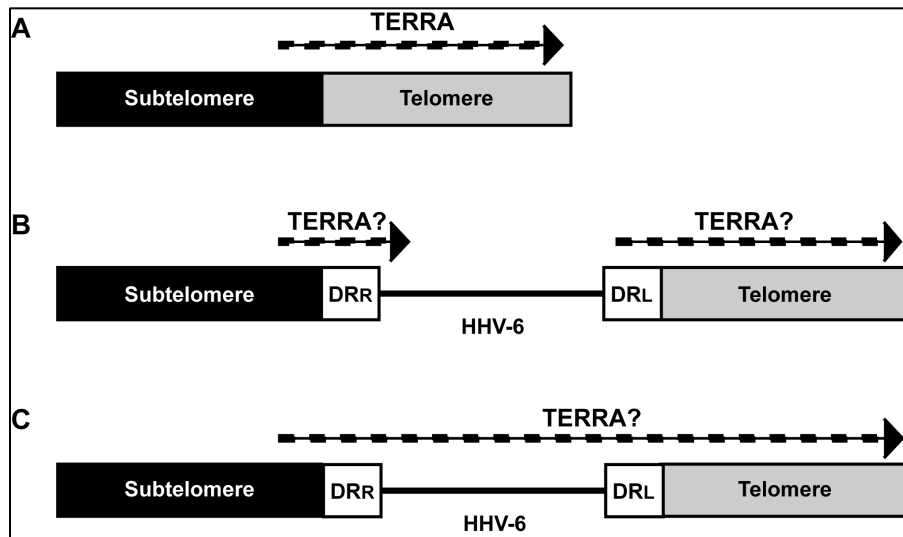 A
TERRA
Subtelomere Telomere
B
TERRA? TERRA?
Subtelomere DRR DRL Telomere
HHV-6
C
TERRA?
Subtelomere DRR DRL Telomere
HHV-6